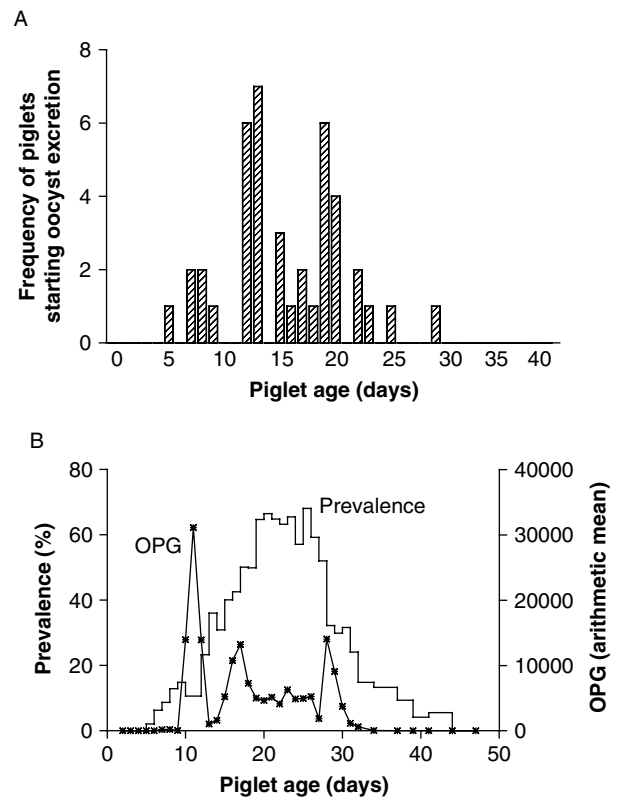 A
8
6
4
2
0
Frequency of piglets
starting oocyst excretion
0 5 10 15 20 25 30 35 40
Piglet age (days)
B
80
60
40
20
0
Prevalence (%)
OPG
Prevalence
40000
30000
20000
10000
0
OPG (arithmetic mean)
0 10 20 30 40 50
Piglet age (days)